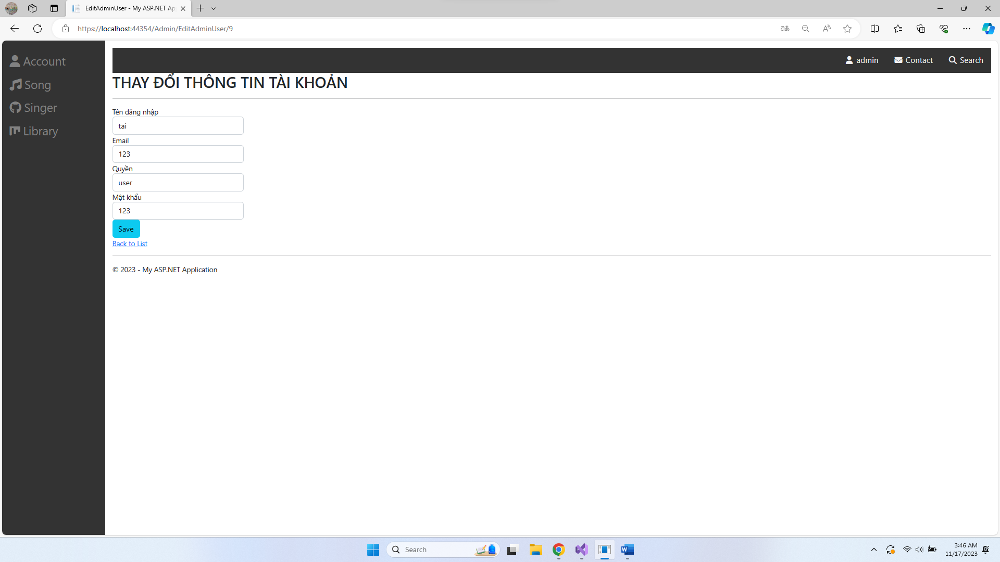 EditAdminUser - My ASP.NET Ap
https://localhost:44354/Admin/EditAdminUser/9
Account
Song
Singer
Library
admin
Contact
Search
THAY ĐỔI THÔNG TIN TÀI KHOẢN
Tên đăng nhập
tai
Email
123
Quyền
user
Mật khẩu
123
Save
Back to List
© 2023 - My ASP.NET Application
Search
3:46 AM
11/17/2023